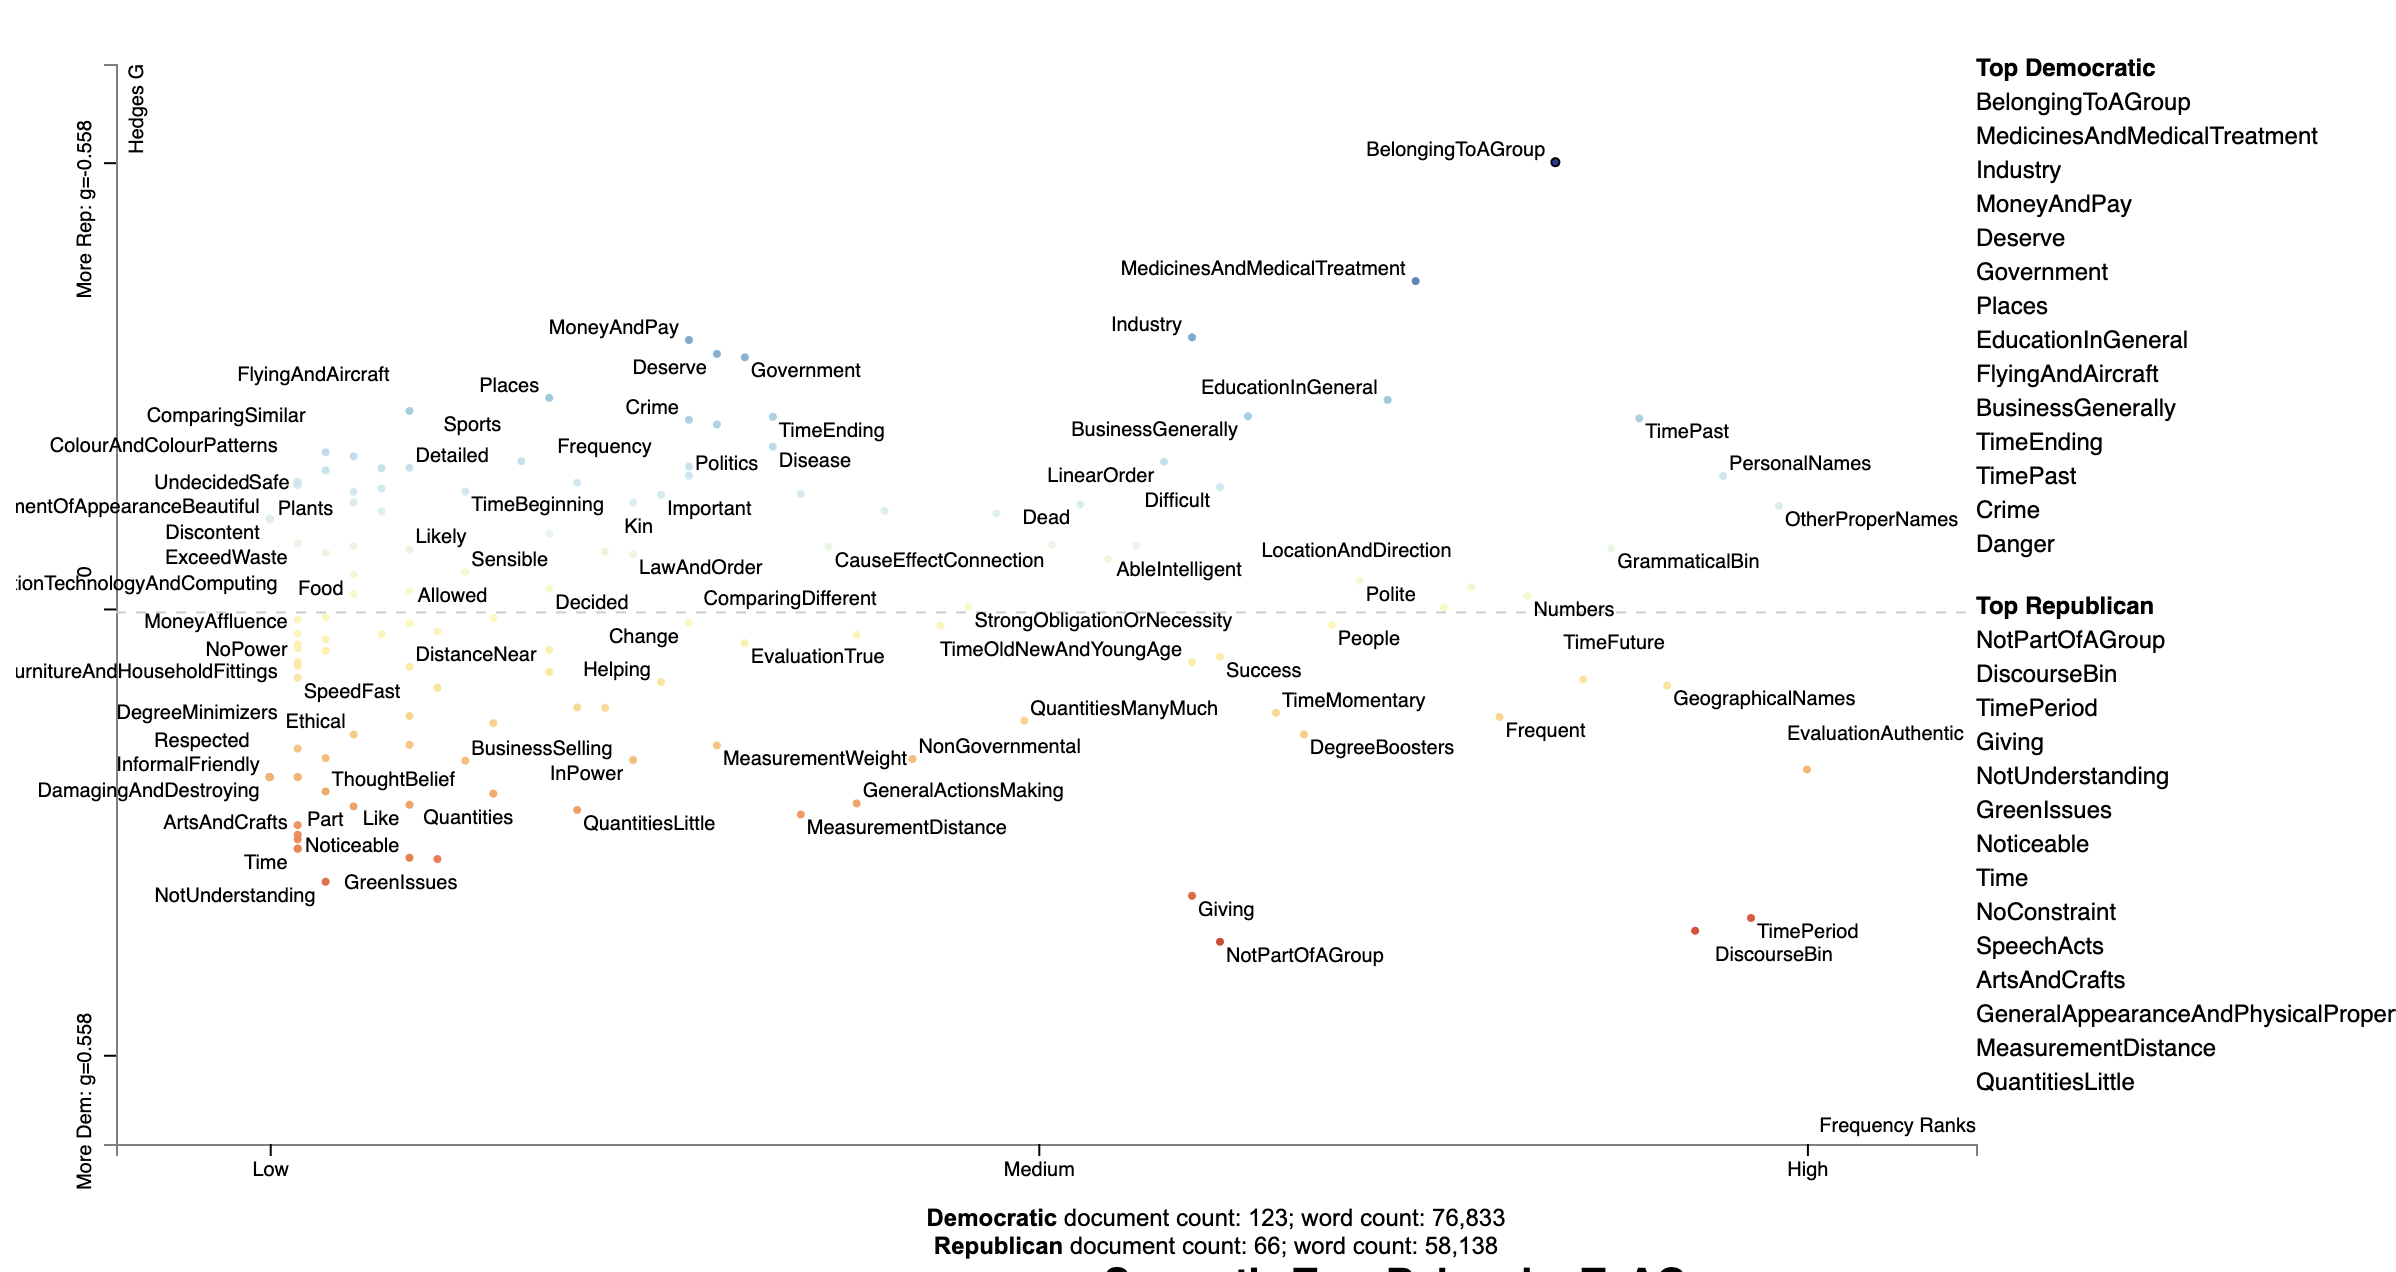 Hedges G
More Rep: g=-0.558
0
More Dem: g=0.558
BelongingToAGroup
MedicinesAndMedicalTreatment
MoneyAndPay
Industry
Deserve
Government
FlyingAndAircraft
Places
EducationInGeneral
Crime
ComparingSimilar
Sports
TimeEnding
BusinessGenerally
TimePast
ColourAndColourPatterns
Frequency
Detailed
Politics
Disease
PersonalNames
LinearOrder
UndecidedSafe
Difficult
mentOfAppearanceBeautiful
Plants
TimeBeginning
Important
Dead
OtherProperNames
Kin
Discontent
Likely
LocationAndDirection
ExceedWaste
Sensible
LawAndOrder
CauseEffectConnection
AbleIntelligent
GrammaticalBin
tionTechnologyAndComputing
Food
Allowed
Decided
ComparingDifferent
Polite
Numbers
MoneyAffluence
StrongObligationOrNecessity
Change
People
TimeFuture
NoPower
DistanceNear
EvaluationTrue
TimeOldNewAndYoungAge
urnitureAndHouseholdFittings
Helping
Success
SpeedFast
GeographicalNames
TimeMomentary
DegreeMinimizers
QuantitiesManyMuch
Ethical
Frequent
EvaluationAuthentic
Respected
BusinessSelling
NonGovernmental
DegreeBoosters
MeasurementWeight
InformalFriendly
InPower
ThoughtBelief
DamagingAndDestroying
GeneralActionsMaking
ArtsAndCrafts
Part
Like
Quantities
QuantitiesLittle
MeasurementDistance
Noticeable
Time
GreenIssues
NotUnderstanding
Giving
TimePeriod
NotPartOfAGroup
DiscourseBin
Frequency Ranks
Low
Medium
High
Top Democratic
BelongingToAGroup
MedicinesAndMedicalTreatment
Industry
MoneyAndPay
Deserve
Government
Places
EducationInGeneral
FlyingAndAircraft
BusinessGenerally
TimeEnding
TimePast
Crime
Danger
Top Republican
NotPartOfAGroup
DiscourseBin
TimePeriod
Giving
NotUnderstanding
GreenIssues
Noticeable
Time
NoConstraint
SpeechActs
ArtsAndCrafts
GeneralAppearanceAndPhysicalProper
MeasurementDistance
QuantitiesLittle
Democratic document count: 123; word count: 76,833
Republican document count: 66; word count: 58,138